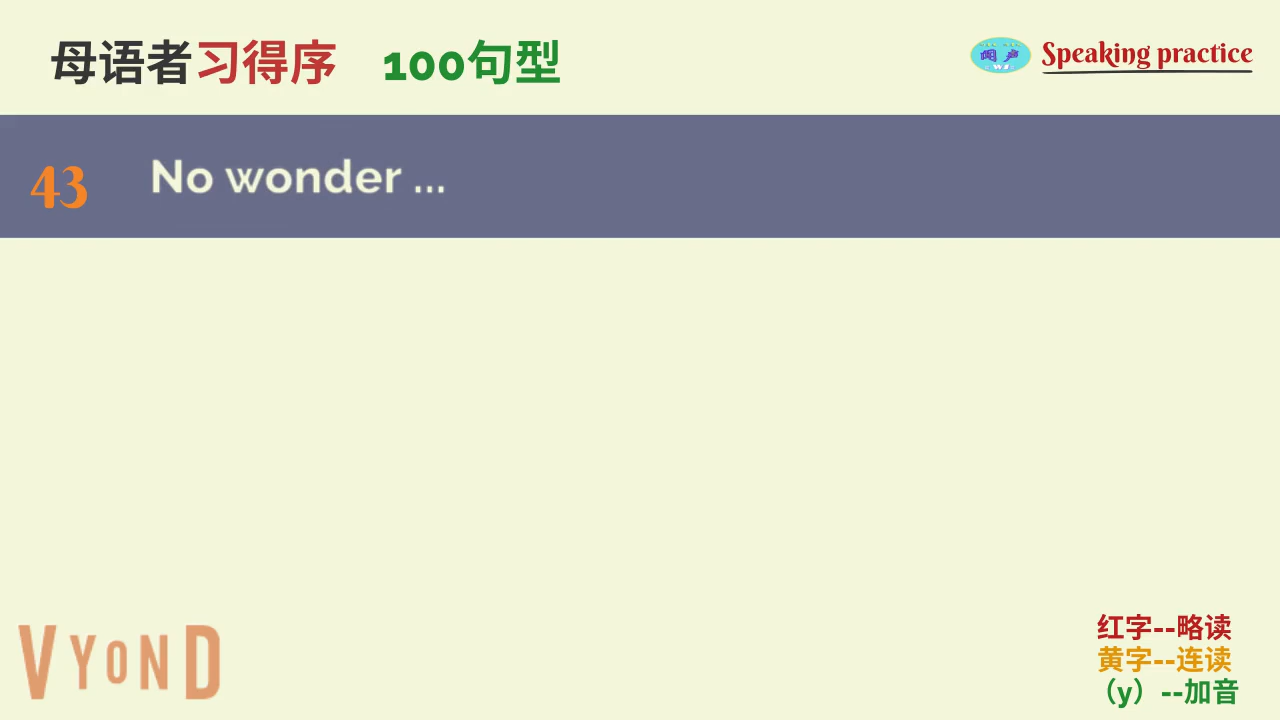 母语者习得序 100句型
Speaking practice
43 No wonder ...
VYOND
红字--略读
黄字--连读
（y）--加音